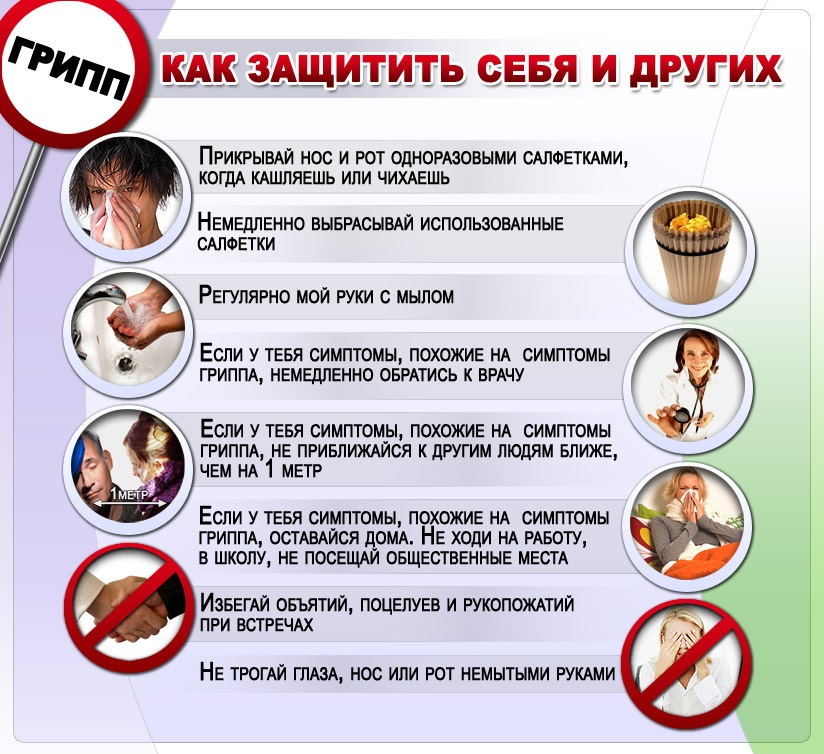 ГРИПП
КАК ЗАЩИТИТЬ СЕБЯ И ДРУГИХ
Прикрывай нос и рот одноразовыми салфетками,
когда кашляешь или чихаешь
Немедленно выбрасывай использованные
салфетки
Регулярно мой руки с мылом
Если у тебя симптомы, похожие на симптомы
гриппа, немедленно обратись к врачу
Если у тебя симптомы, похожие на симптомы
гриппа, не приближайся к другим людям ближе,
чем на 1 метр
1метр
Если у тебя симптомы, похожие на симптомы
гриппа, оставайся дома. Не ходи на работу,
в школу, не посещай общественные места
Избегай объятий, поцелуев и рукопожатий
при встречах
Не трогай глаза, нос или рот немытыми руками